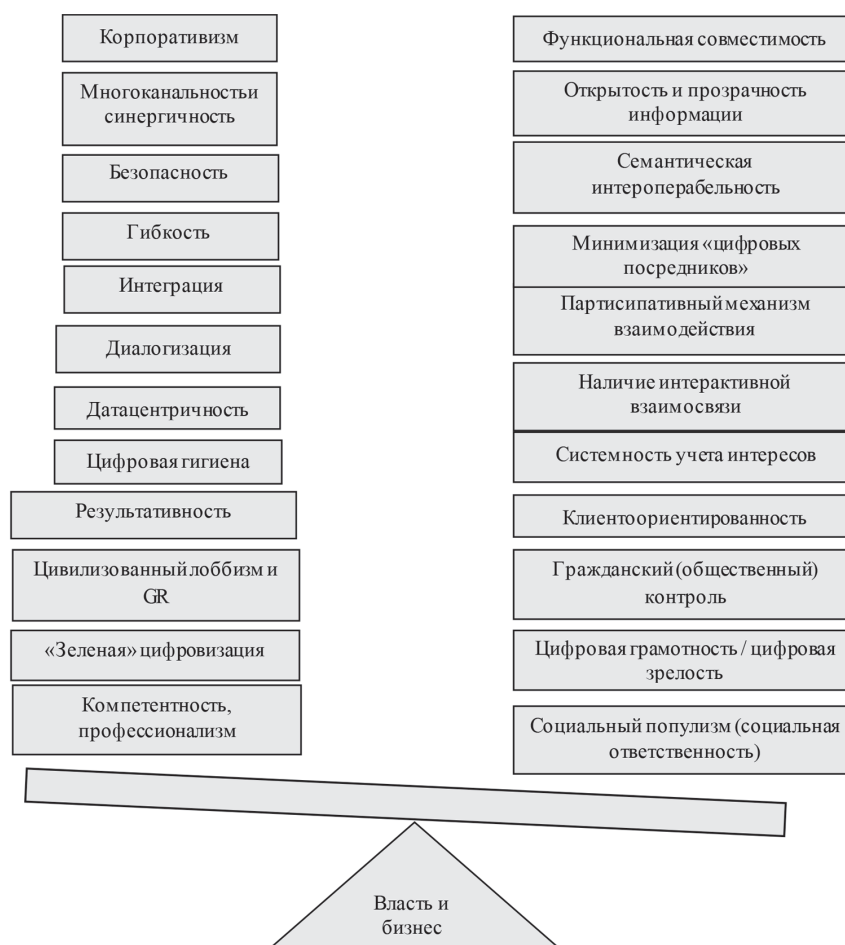 Корпоративизм
Многоканальностьи
синергичность
Безопасность
Гибкость
Интеграция
Диалогизация
Датацентричность
Цифровая гигиена
Результативность
Цивилизованный лоббизм и
GR
«Зеленая» цифровизация
Компетентность,
профессионализм
Функциональная совместимость
Открытость и прозрачность
информации
Семантическая
интероперабельность
Минимизация «цифровых
посредников»
Партисипативный механизм
взаимодействия
Наличие интерактивной
взаимосвязи
Системность учета интересов
Клиентоориентированность
Гражданский (общественный)
контроль
Цифровая грамотность / цифровая
зрелость
Социальный популизм (социальная
ответственность)
Власть и
бизнес